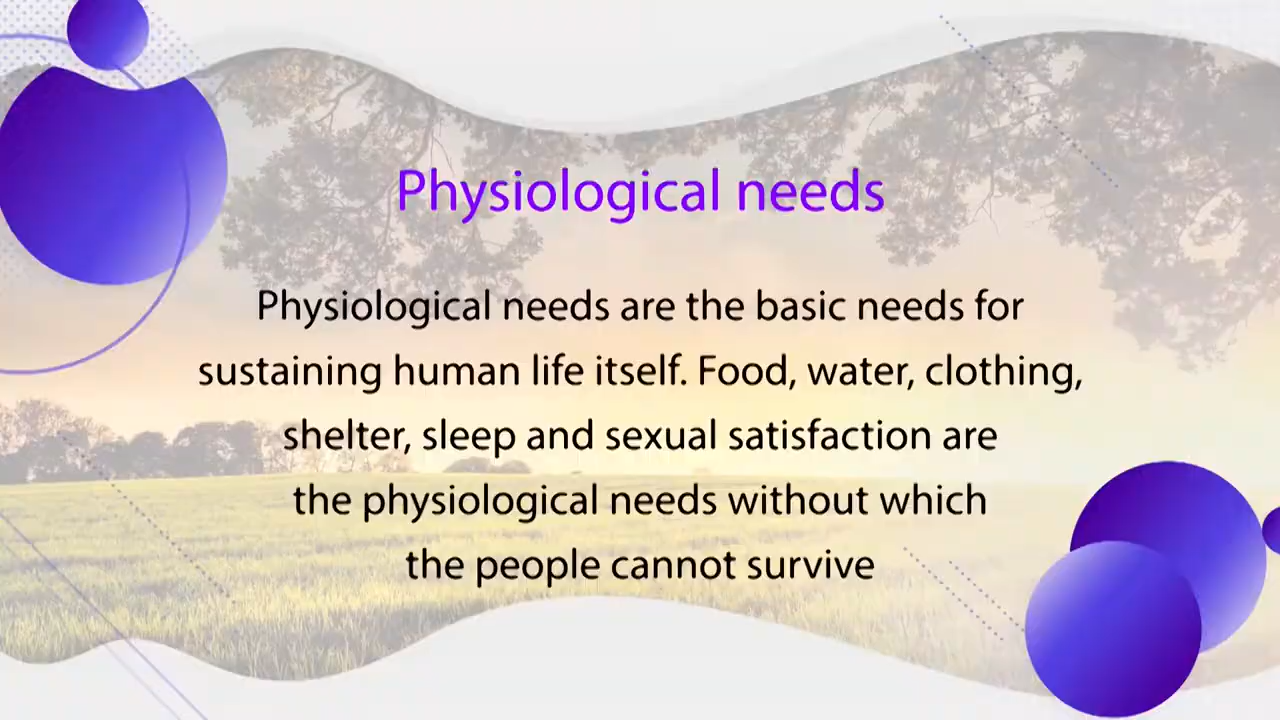 Physiological needs
Physiological needs are the basic needs for
sustaining human life itself. Food, water, clothing,
shelter, sleep and sexual satisfaction are
the physiological needs without which
the people cannot survive